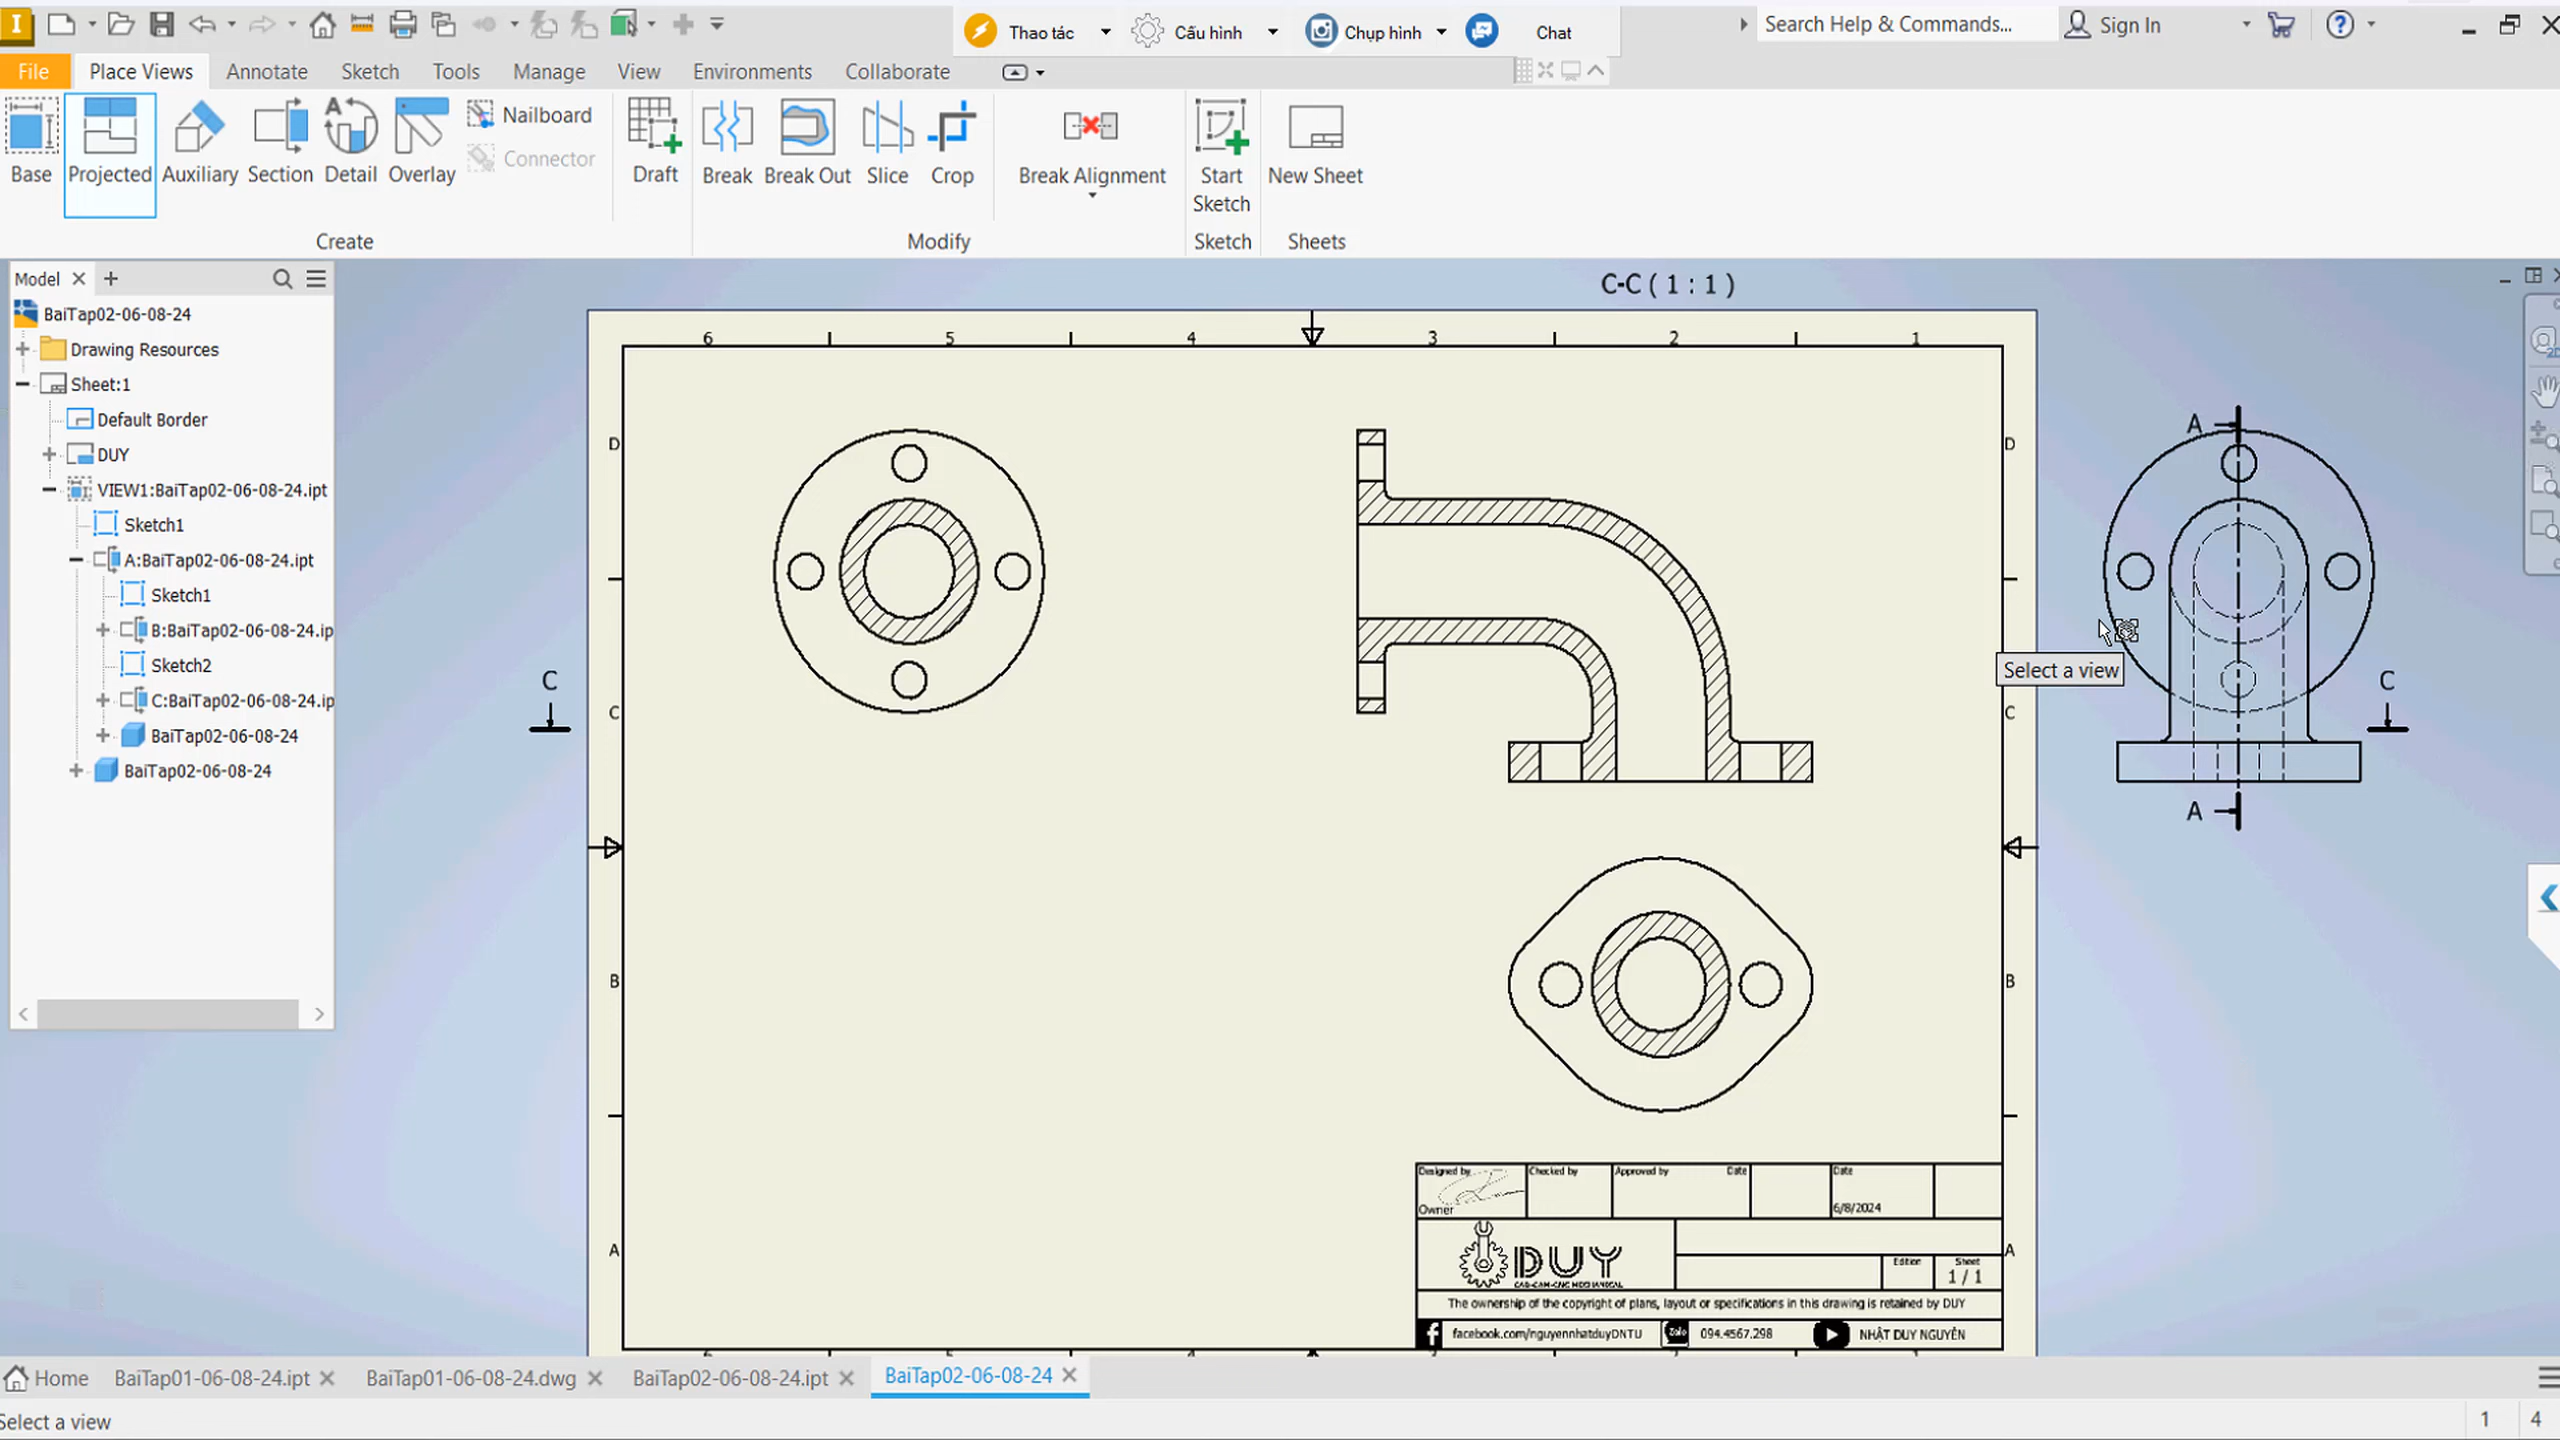 Thao tác
Cấu hình
Chụp hình
Chat
Search Help & Commands...
Sign In
File
Place Views
Annotate
Sketch
Tools
Manage
View
Environments
Collaborate
Base
Projected
Auxiliary
Section
Detail
Overlay
Nailboard
Connector
Draft
Break
Break Out
Slice
Crop
Break Alignment
Start
Sketch
New Sheet
Create
Modify
Sketch
Sheets
Model
BaiTap02-06-08-24
Drawing Resources
Sheet:1
Default Border
DUY
VIEW1:BaiTap02-06-08-24.ipt
Sketch1
A:BaiTap02-06-08-24.ipt
Sketch1
B:BaiTap02-06-08-24.ip
Sketch2
C:BaiTap02-06-08-24.ip
BaiTap02-06-08-24
BaiTap02-06-08-24
C-C ( 1 : 1 )
6 5 4 3 2 1
D D
A
C C
C C
Select a view
A
B B
Designed by
Checked by
Approved by
Date
Date
Owner
6/8/2024
DUY
CAD-CAM-CNC MECHANICAL
Edition
Sheet
1 / 1
A A
The ownership of the copyright of plans, layout or specifications in this drawing is retained by DUY
facebook.com/nguyennhatduyDNTU
Zalo
094.4567.298
NHẬT DUY NGUYỄN
Home
BaiTap01-06-08-24.ipt
BaiTap01-06-08-24.dwg
BaiTap02-06-08-24.ipt
BaiTap02-06-08-24
Select a view
1 4